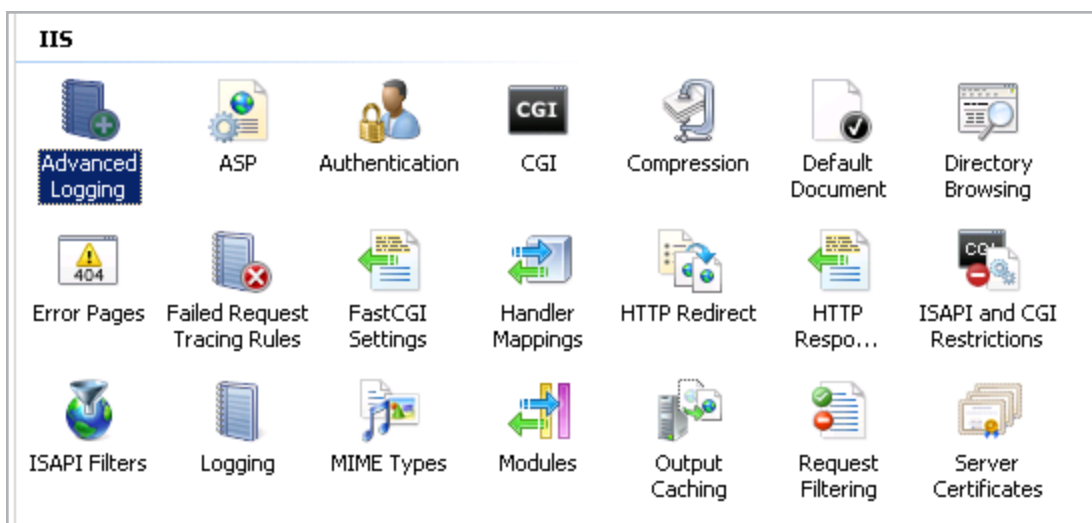 IIS
Advanced
Logging
ASP
Authentication
CGI
CGI
Compression
Default
Document
Directory
Browsing
404
Error Pages
Failed Request
Tracing Rules
FastCGI
Settings
Handler
Mappings
HTTP Redirect
HTTP
Respo...
CGI
ISAPI and CGI
Restrictions
ISAPI Filters
Logging
MIME Types
Modules
Output
Caching
Request
Filtering
Server
Certificates